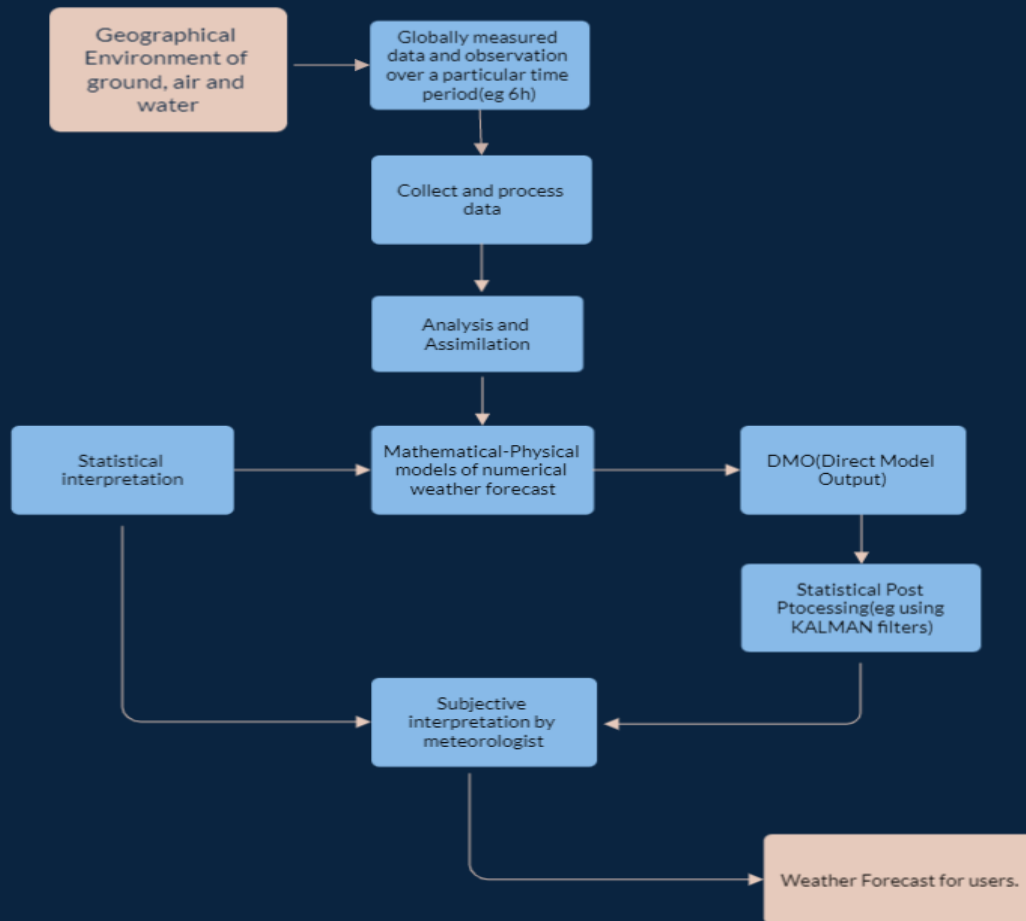 Geographical
Environment of
ground, air and
water
Globally measured
data and observation
over a particular time
period(eg 6h)
Collect and process
data
Analysis and
Assimilation
Statistical
interpretation
Mathematical-Physical
models of numerical
weather forecast
DMO(Direct Model
Output)
Statistical Post
Ptocessing(eg using
KALMAN filters)
Subjective
interpretation by
meteorologist
Weather Forecast for users.